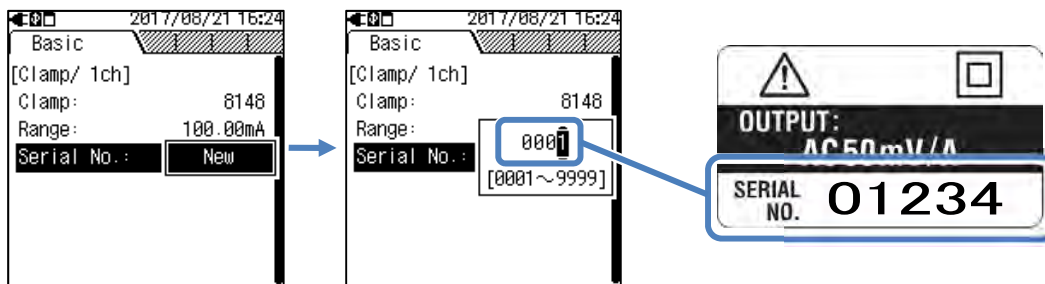 2017/08/21 16:24
Basic
[Clamp/ 1ch]
Clamp: 8148
Range: 100.00mA
Serial No.: New
2017/08/21 16:24
Basic
[Clamp/ 1ch]
Clamp: 8148
Range:
Serial No.:
0001
[0001～9999]
OUTPUT:
AC50mV/A
SERIAL NO. 01234